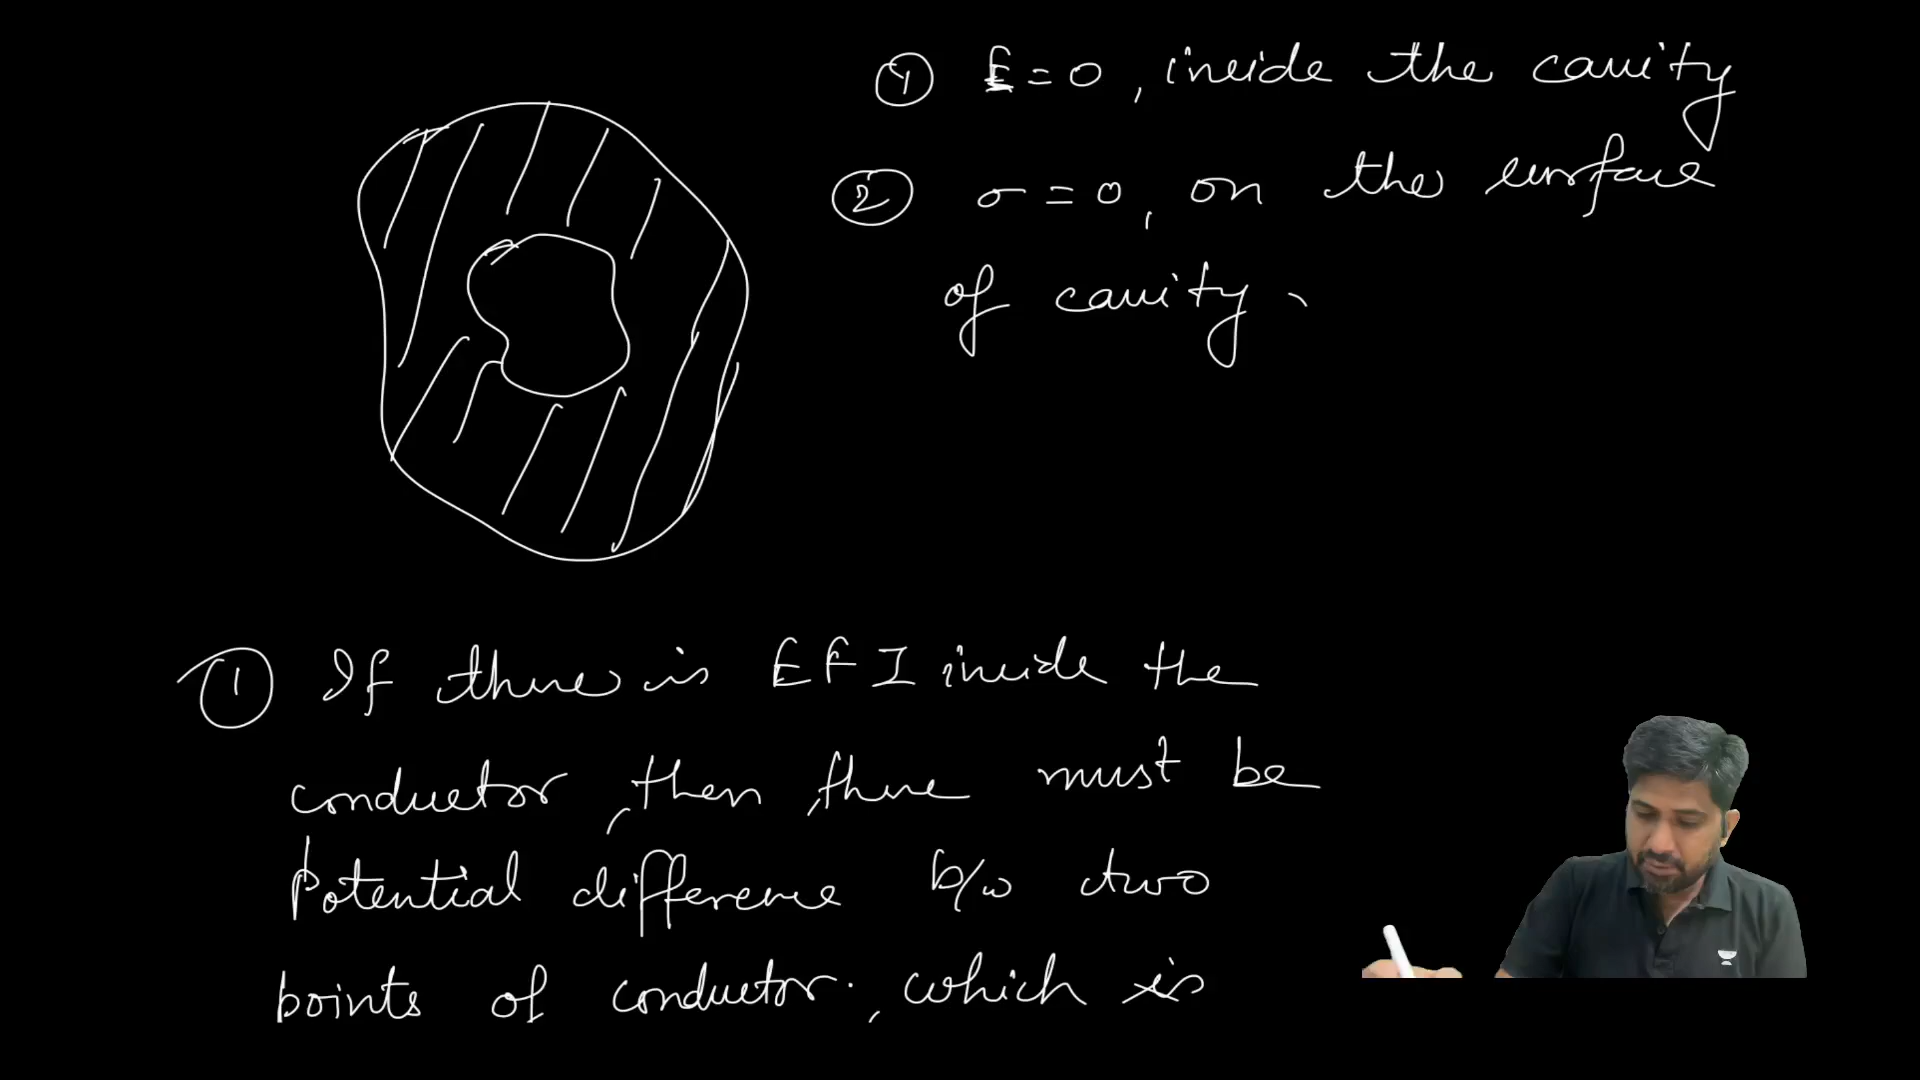 ① E=0, inside the cavity
② σ=0, on the surface
of cavity.
① If there is EFI inside the
conductor, then there must be
potential difference b/w two
points of conductor., which is